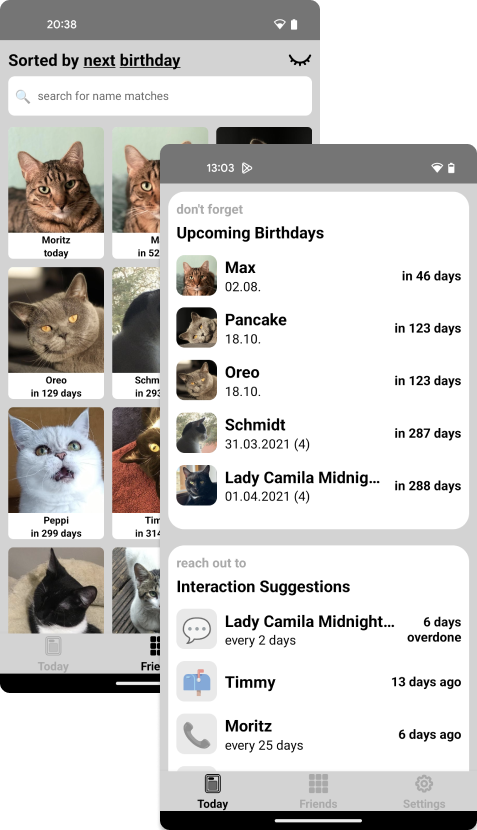 20:38
Sorted by next birthday
search for name matches
Moritz
today
in 52
Oreo
in 129 days
Schm
in 293
Peppi
in 299 days
Tim
in 314
Today
Frie
13:03
don't forget
Upcoming Birthdays
Max
02.08.
in 46 days
Pancake
18.10.
in 123 days
Oreo
18.10.
in 123 days
Schmidt
31.03.2021 (4)
in 287 days
Lady Camila Midnig...
01.04.2021 (4)
in 288 days
reach out to
Interaction Suggestions
Lady Camila Midnight...
every 2 days
6 days
overdone
Timmy
13 days ago
Moritz
every 25 days
6 days ago
Today
Friends
Settings